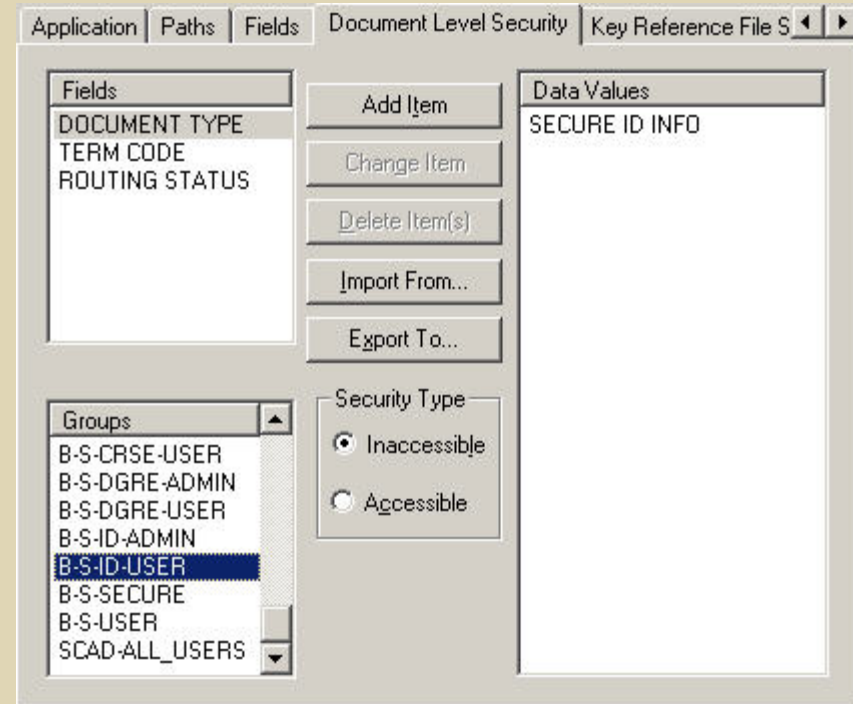 Application Paths Fields Document Level Security Key Reference File S
Fields
DOCUMENT TYPE
TERM CODE
ROUTING STATUS
Add Item
Change Item
Delete Item(s)
Import From...
Export To...
Data Values
SECURE ID INFO
Groups
B-S-CRSE-USER
B-S-DGRE-ADMIN
B-S-DGRE-USER
B-S-ID-ADMIN
B-S-ID-USER
B-S-SECURE
B-S-USER
SCAD-ALL_USERS
Security Type
Inaccessible
Accessible